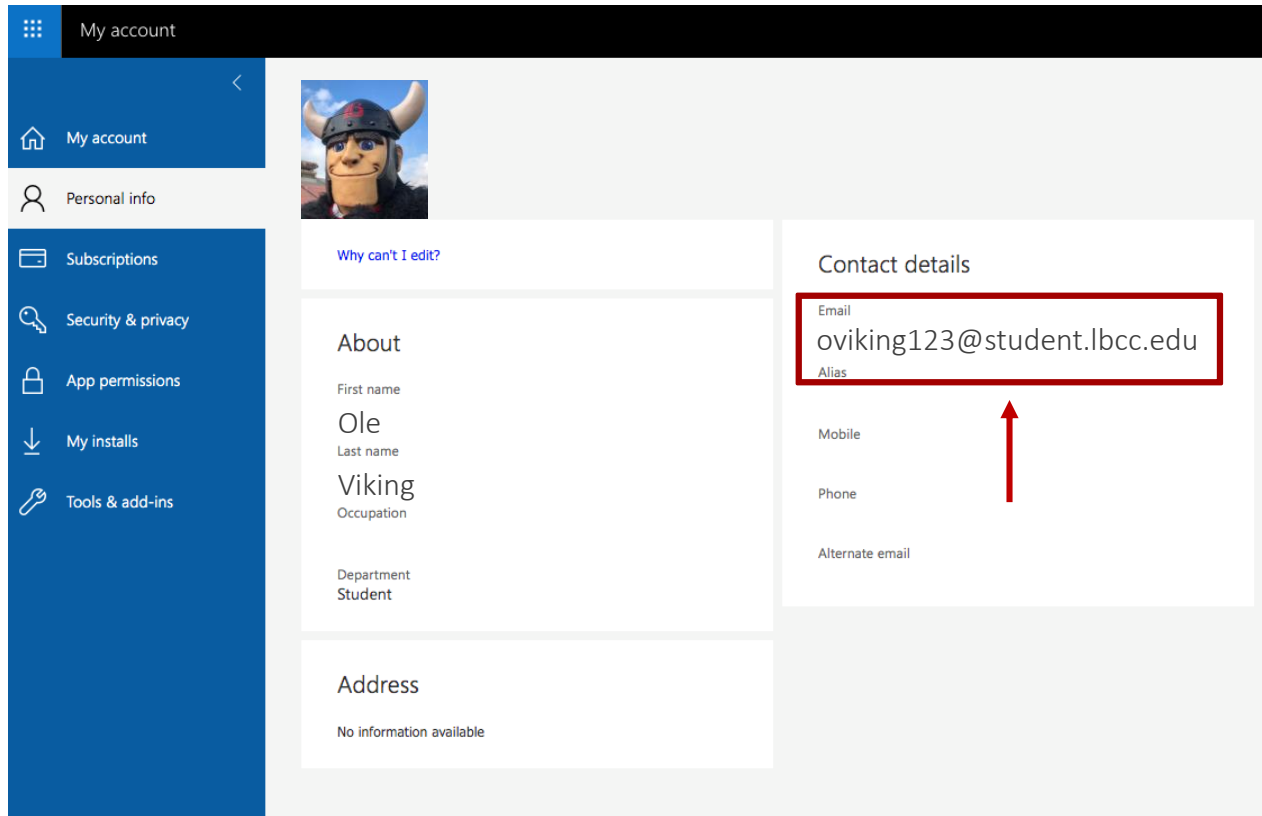 My account
My account
Personal info
Subscriptions
Security & privacy
App permissions
My installs
Tools & add-ins
Why can't I edit?
About
First name
Ole
Last name
Viking
Occupation
Department
Student
Address
No information available
Contact details
Email
oviking123@student.lbcc.edu
Alias
Mobile
Phone
Alternate email